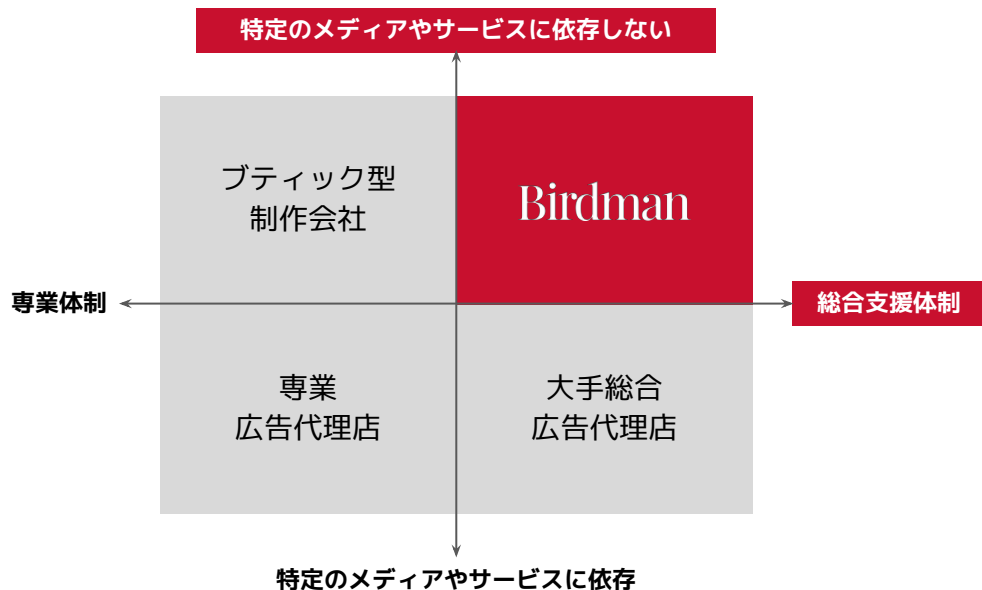 特定のメディアやサービスに依存しない
ブティック型
制作会社
Birdman
専業体制
総合支援体制
専業
広告代理店
大手総合
広告代理店
特定のメディアやサービスに依存